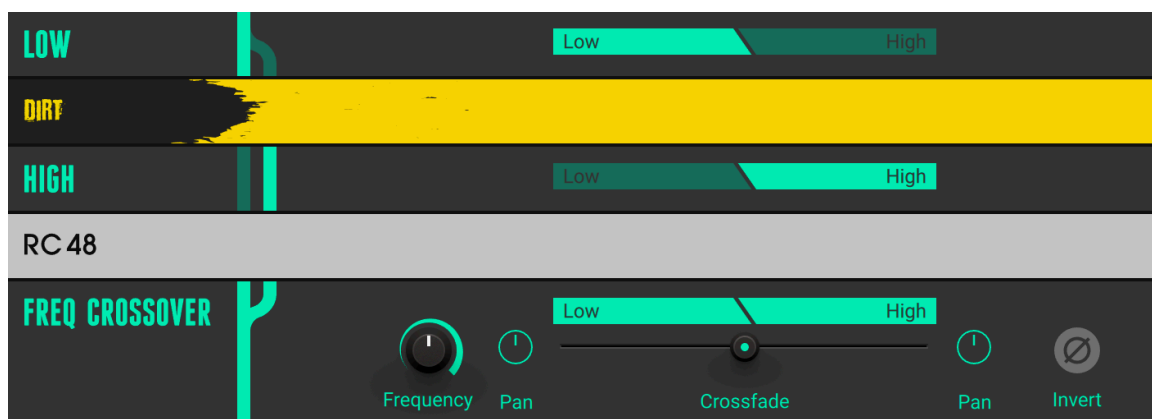 LOW
Low High
DIRT
HIGH
Low High
RC 48
FREQ CROSSOVER
Low High
Frequency Pan Crossfade Pan Invert